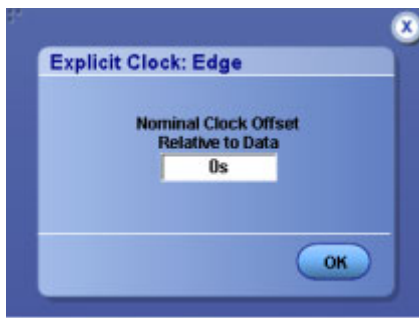 X
Explicit Clock: Edge
Nominal Clock Offset
Relative to Data
0s
OK